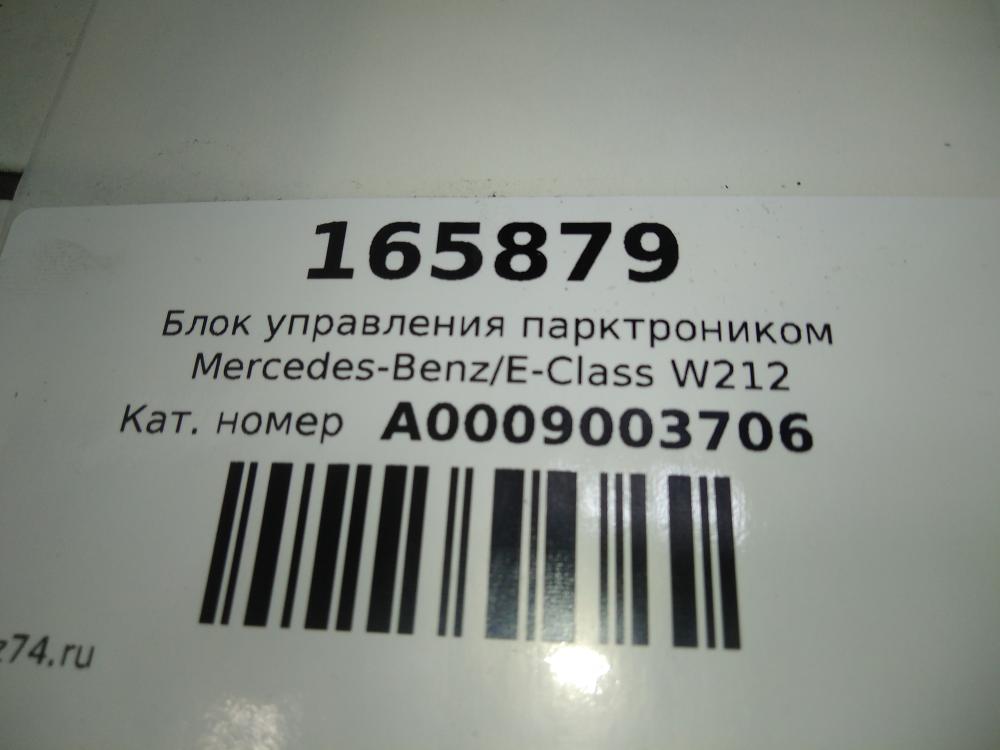 165879
Блок управления парктроником
Mercedes-Benz/E-Class W212
Кат. номер A0009003706
z74.ru